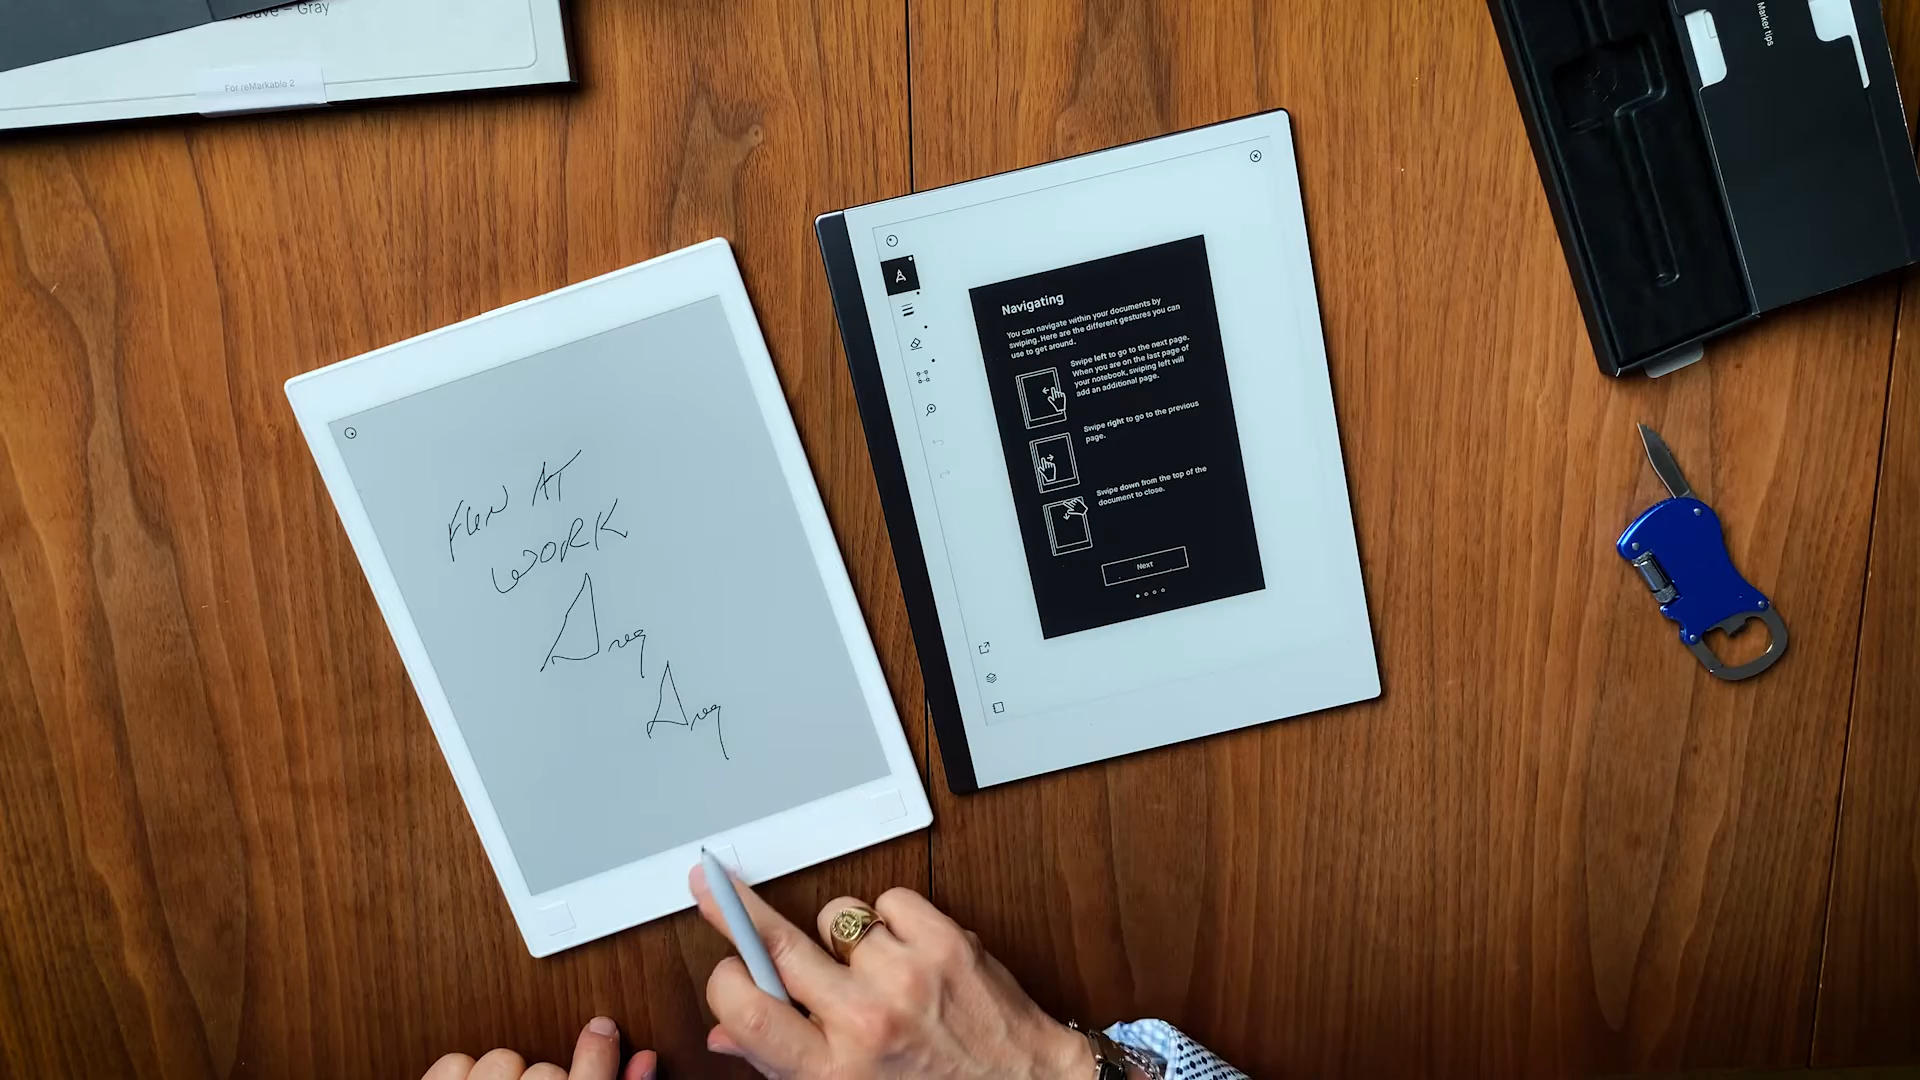 – Gray
For reMarkable 2
Marker tips
FUN AT
WORK
Navigating
You can navigate within your documents by
swiping. Here are the different gestures you can
use to get around.
Swipe left to go to the next page.
When you are on the last page of
your notebook, swiping left will
add an additional page.
Swipe right to go to the previous
page.
Swipe down from the top of the
document to close.
Next